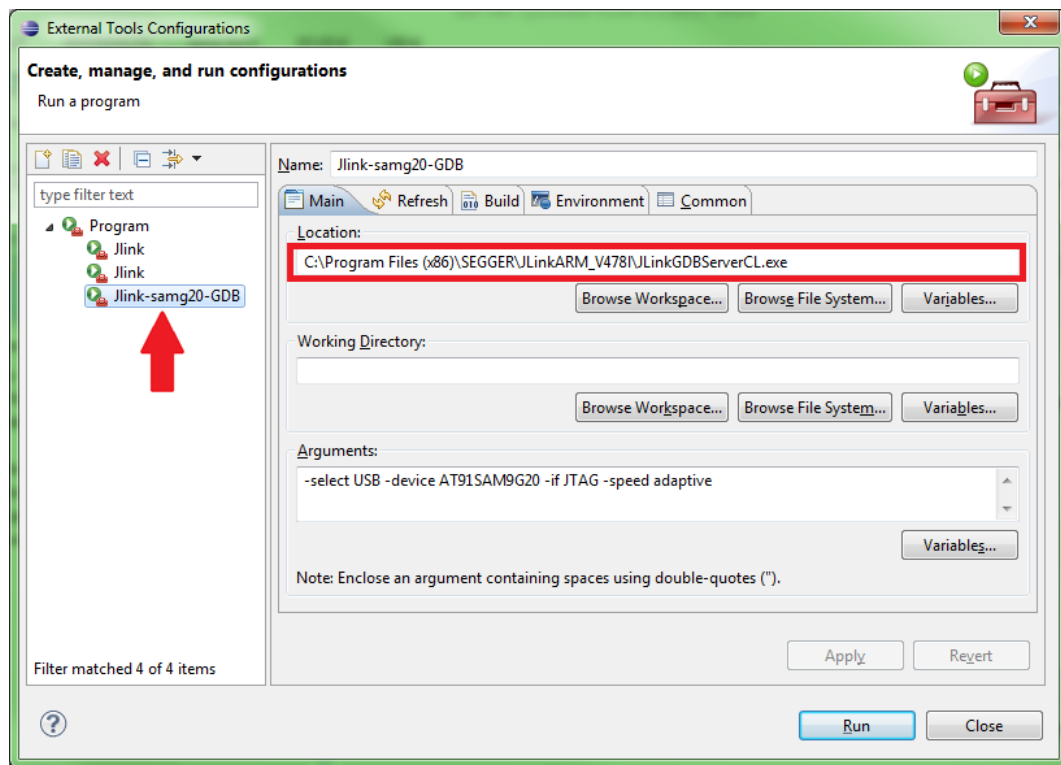 External Tools Configurations
Create, manage, and run configurations
Run a program
type filter text
Program
Jlink
Jlink
Jlink-samg20-GDB
Filter matched 4 of 4 items
Name: Jlink-samg20-GDB
Main Refresh Build Environment Common
Location:
C:\Program Files (x86)\SEGGER\JLinkARM_V478I\JLinkGDBServerCL.exe
Browse Workspace... Browse File System... Variables...
Working Directory:
Browse Workspace... Browse File System... Variables...
Arguments:
-select USB -device AT91SAM9G20 -if JTAG -speed adaptive
Variables...
Note: Enclose an argument containing spaces using double-quotes (").
Apply Revert
Run Close